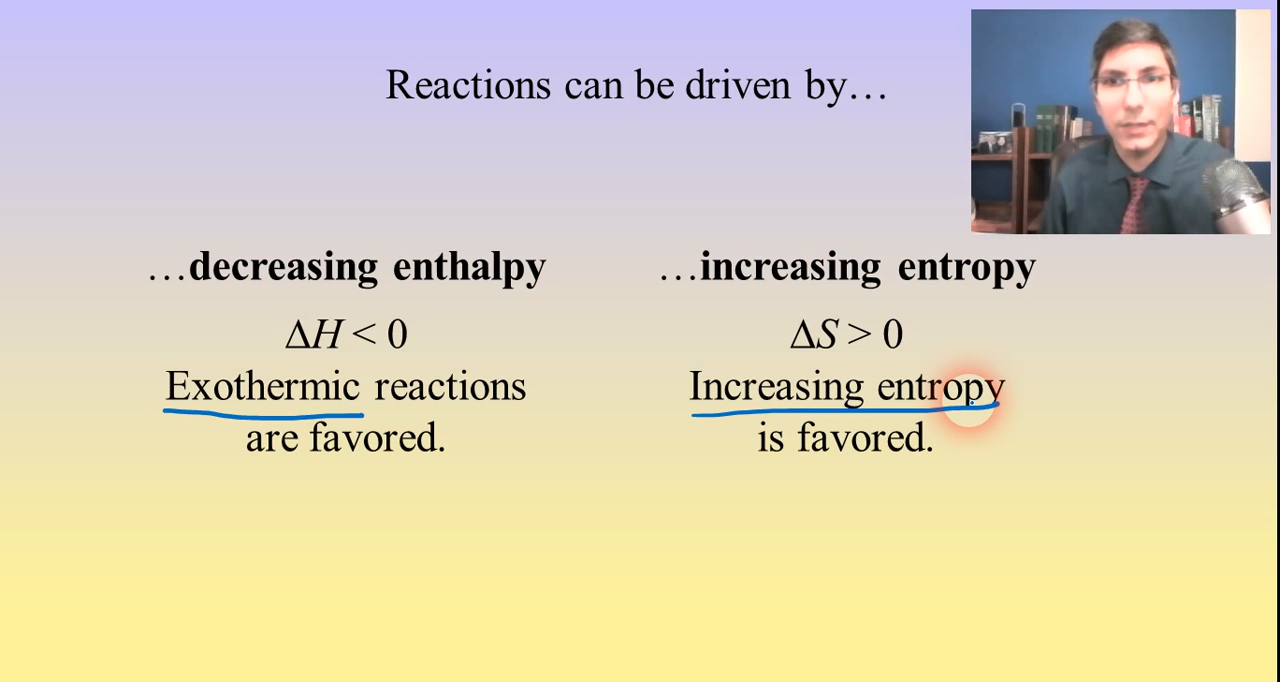 Reactions can be driven by…
…decreasing enthalpy
ΔH < 0
Exothermic reactions
are favored.
…increasing entropy
ΔS > 0
Increasing entropy
is favored.